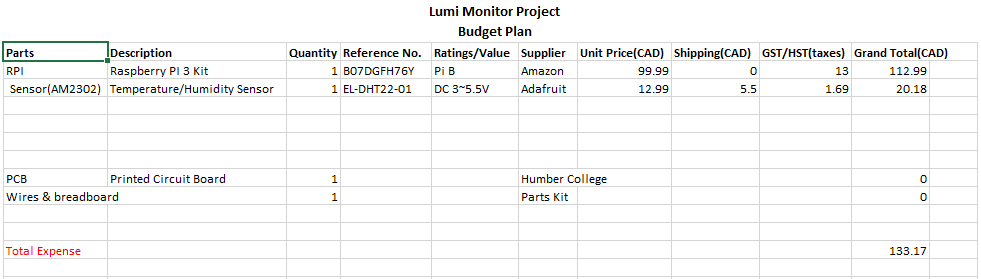 Lumi Monitor Project
Budget Plan
Parts Description Quantity Reference No. Ratings/Value Supplier Unit Price(CAD) Shipping(CAD) GST/HST(taxes) Grand Total(CAD)
RPI Raspberry PI 3 Kit 1 B07DGFH76Y Pi B Amazon 99.99 0 13 112.99
Sensor(AM2302) Temperature/Humidity Sensor 1 EL-DHT22-01 DC 3~5.5V Adafruit 12.99 5.5 1.69 20.18
PCB Printed Circuit Board 1 Humber College 0
Wires & breadboard 1 Parts Kit 0
Total Expense 133.17